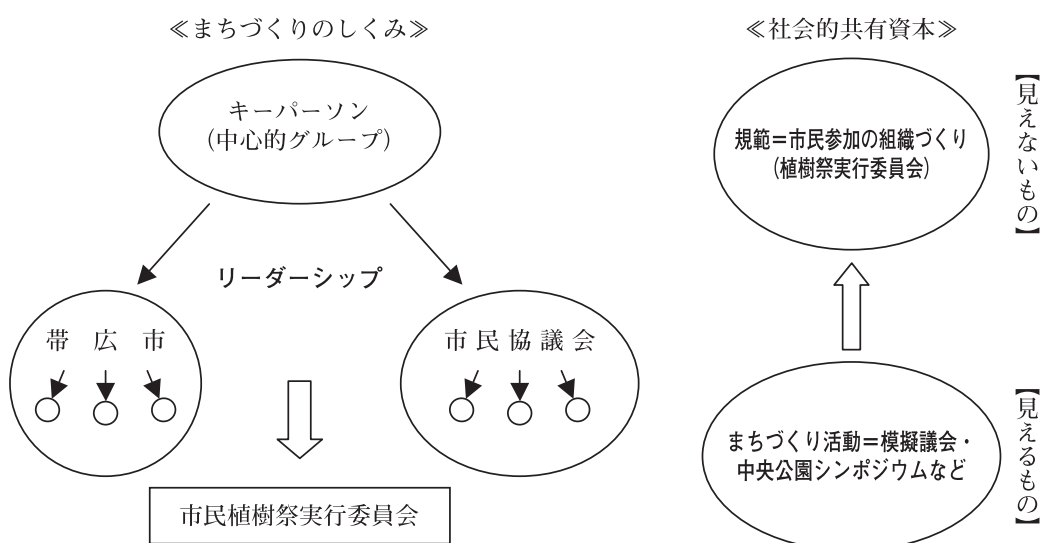 ≪まちづくりのしくみ≫
キーパーソン
(中心的グループ)
リーダーシップ
帯広市
市民協議会
市民植樹祭実行委員会
≪社会的共有資本≫
規範＝市民参加の組織づくり
(植樹祭実行委員会)
【見えないもの】
まちづくり活動＝模擬議会・
中央公園シンポジウムなど
【見えるもの】